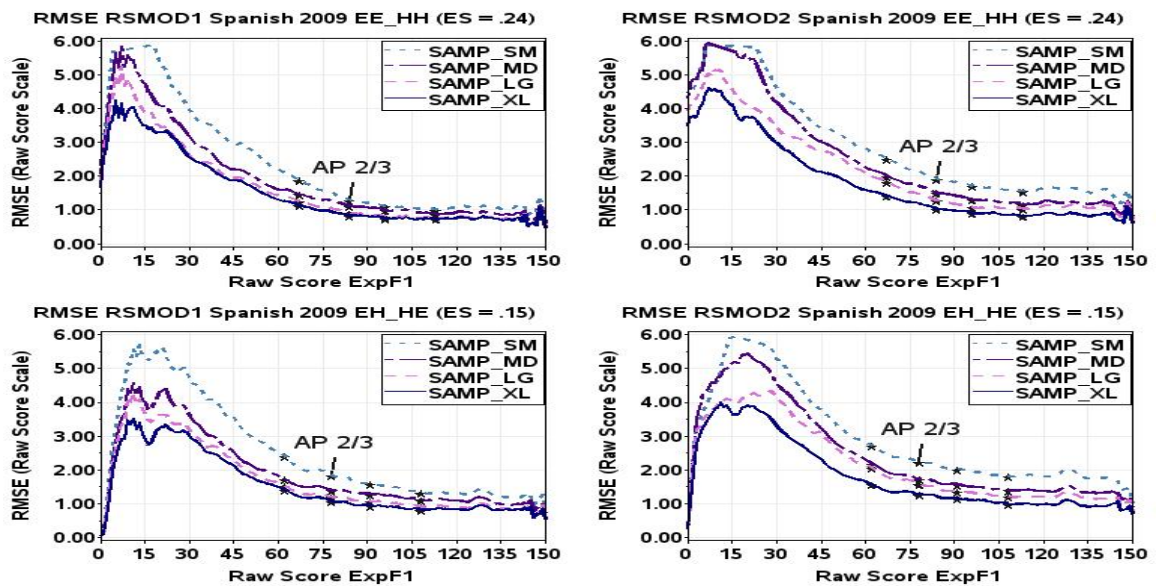 RMSE RSMOD1 Spanish 2009 EE_HH (ES = .24)
RMSE (Raw Score Scale)
6.00
5.00
4.00
3.00
2.00
1.00
0.00
SAMP_SM
SAMP_MD
SAMP_LG
SAMP_XL
AP 2/3
0 15 30 45 60 75 90 105 120 135 150
Raw Score ExpF1
RMSE RSMOD2 Spanish 2009 EE_HH (ES = .24)
RMSE (Raw Score Scale)
6.00
5.00
4.00
3.00
2.00
1.00
0.00
SAMP_SM
SAMP_MD
SAMP_LG
SAMP_XL
AP 2/3
0 15 30 45 60 75 90 105 120 135 150
Raw Score ExpF1
RMSE RSMOD1 Spanish 2009 EH_HE (ES = .15)
RMSE (Raw Score Scale)
6.00
5.00
4.00
3.00
2.00
1.00
0.00
SAMP_SM
SAMP_MD
SAMP_LG
SAMP_XL
AP 2/3
0 15 30 45 60 75 90 105 120 135 150
Raw Score ExpF1
RMSE RSMOD2 Spanish 2009 EH_HE (ES = .15)
RMSE (Raw Score Scale)
6.00
5.00
4.00
3.00
2.00
1.00
0.00
SAMP_SM
SAMP_MD
SAMP_LG
SAMP_XL
AP 2/3
0 15 30 45 60 75 90 105 120 135 150
Raw Score ExpF1